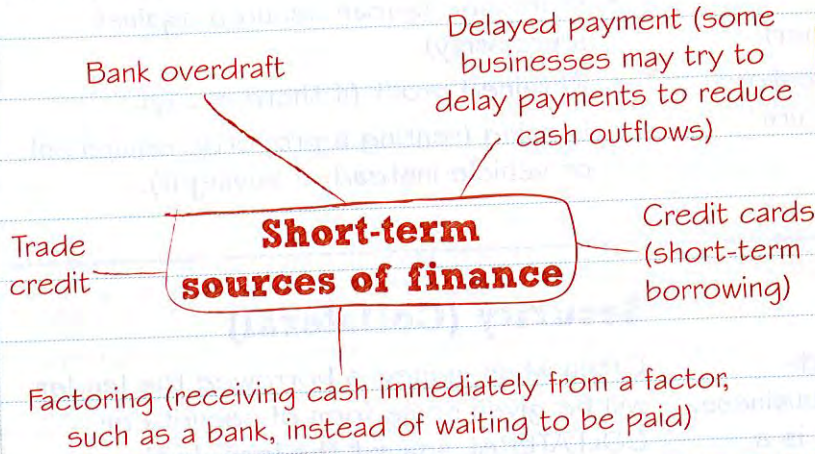 Bank overdraft
Delayed payment (some
businesses may try to
delay payments to reduce
cash outflows)
Trade
credit
Short-term
sources of finance
Credit cards
(short-term
borrowing)
Factoring (receiving cash immediately from a factor,
such as a bank, instead of waiting to be paid)